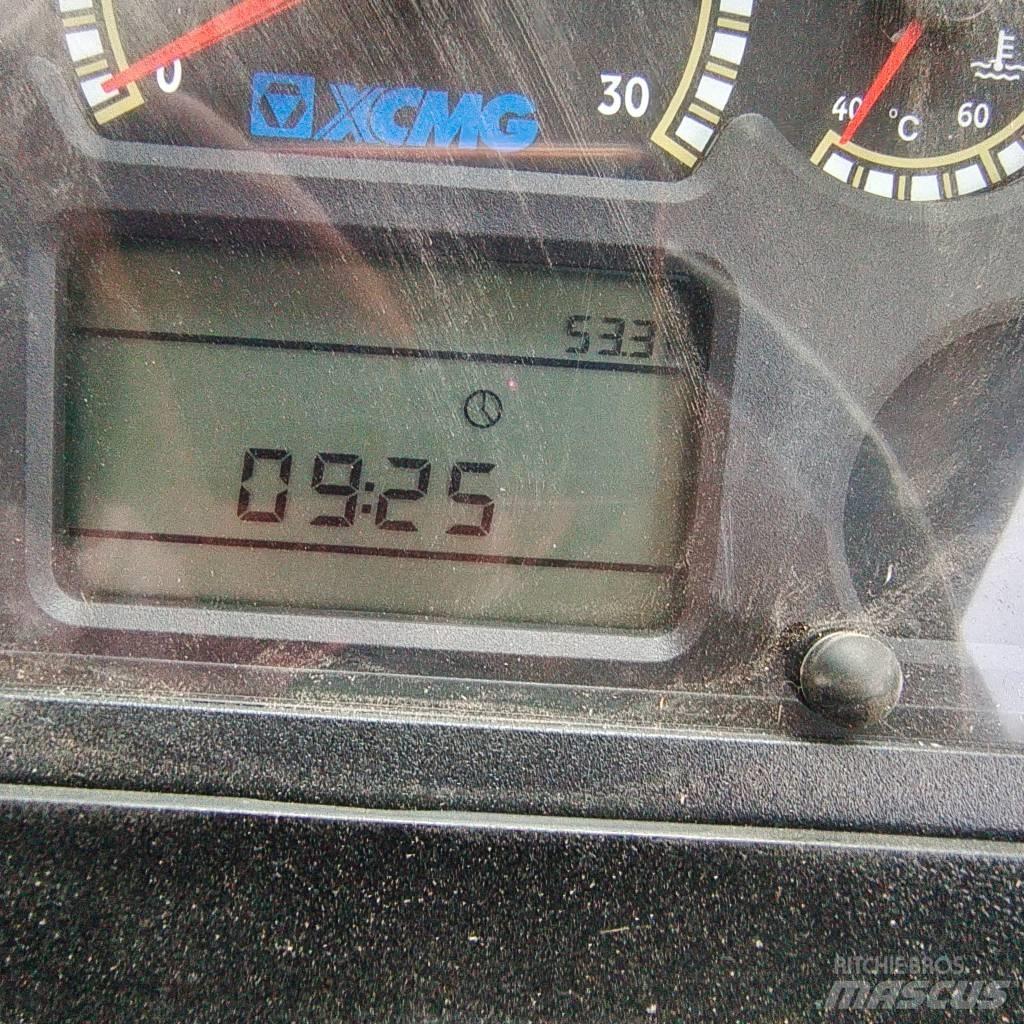 0
XCMG
30
40
°C
60
53.3
09:25
RITCHIE BROS.
MASCUS